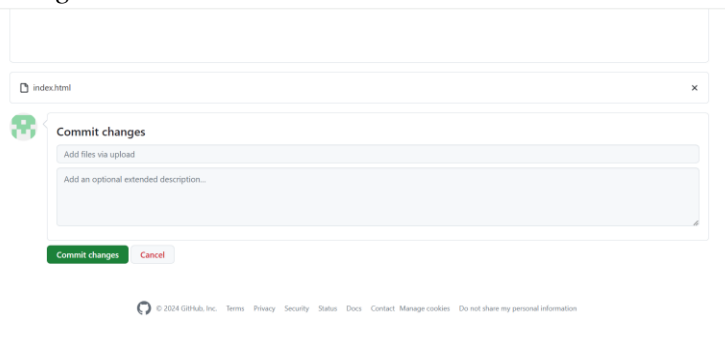 index.html
Commit changes
Add files via upload
Add an optional extended description...
Commit changes Cancel
© 2024 GitHub, Inc. Terms Privacy Security Status Docs Contact Manage cookies Do not share my personal information